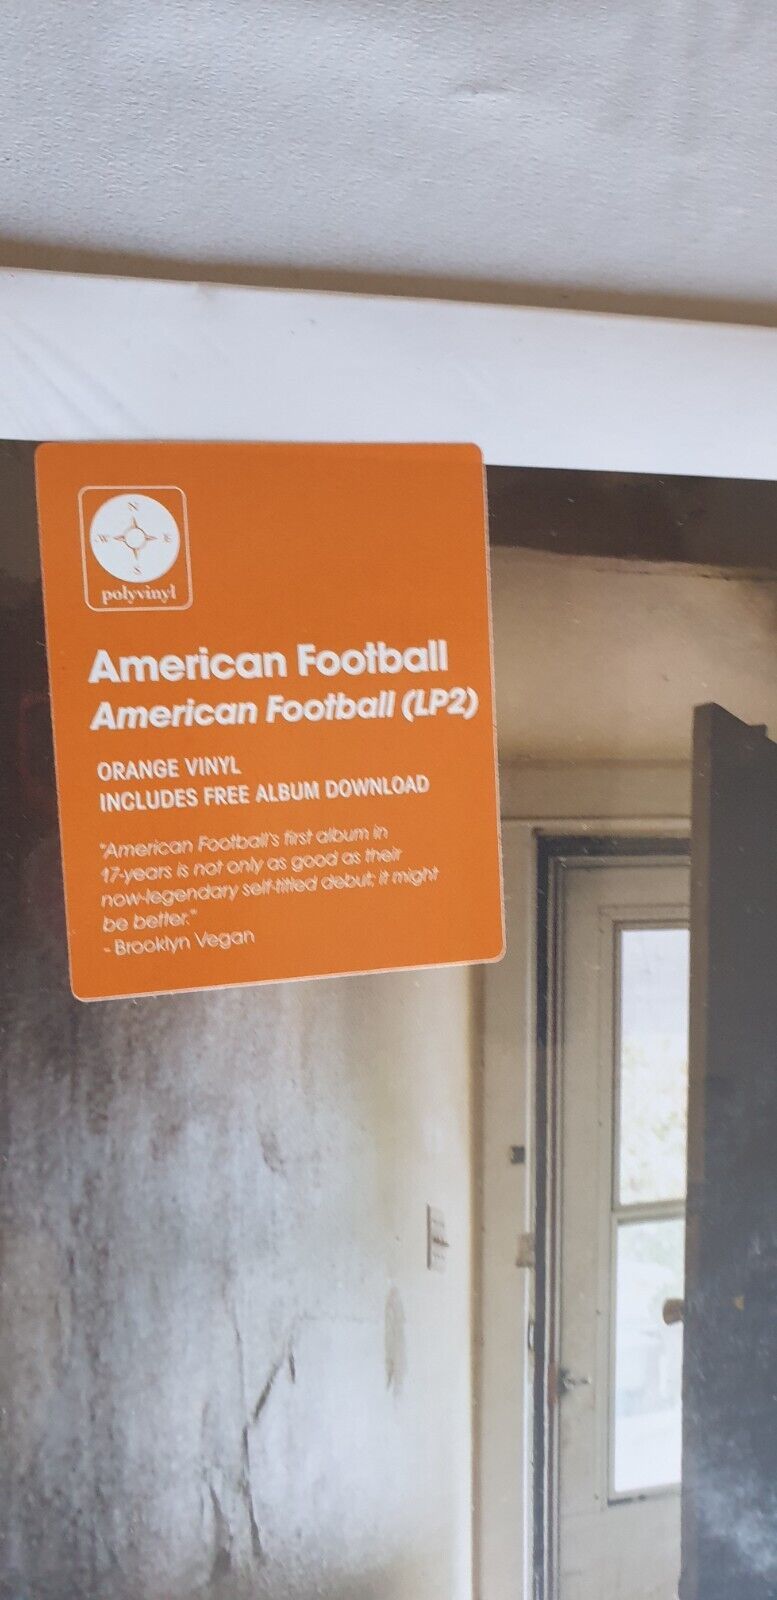 N
W E
S
polyvinyl
American Football
American Football (LP2)
ORANGE VINYL
INCLUDES FREE ALBUM DOWNLOAD
"American Football's first album in
17-years is not only as good as their
now-legendary self-titled debut; it might
be better."
- Brooklyn Vegan